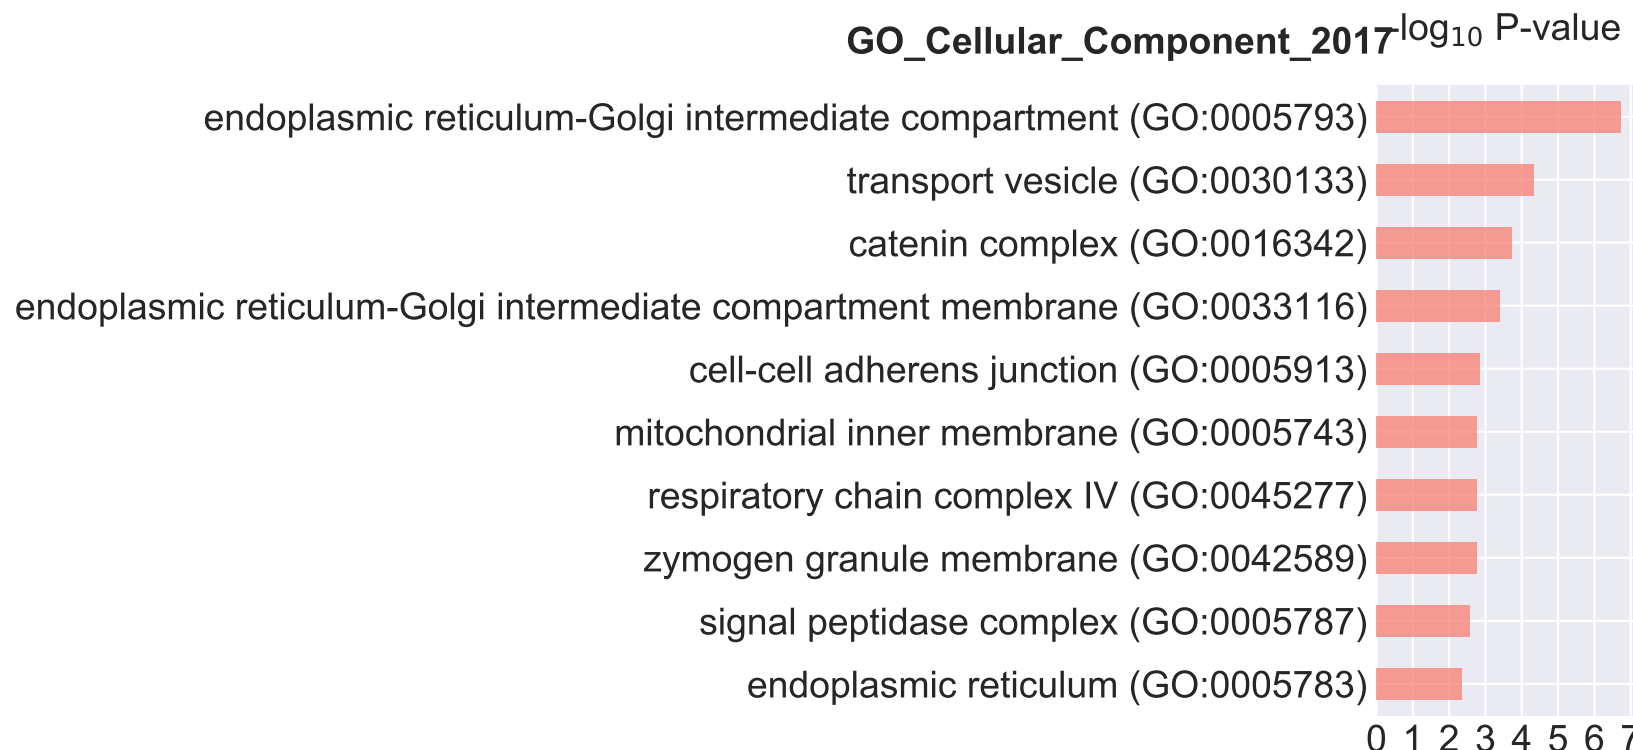 GO_Cellular_Component_2017
-log10 P-value
endoplasmic reticulum-Golgi intermediate compartment (GO:0005793)
transport vesicle (GO:0030133)
catenin complex (GO:0016342)
endoplasmic reticulum-Golgi intermediate compartment membrane (GO:0033116)
cell-cell adherens junction (GO:0005913)
mitochondrial inner membrane (GO:0005743)
respiratory chain complex IV (GO:0045277)
zymogen granule membrane (GO:0042589)
signal peptidase complex (GO:0005787)
endoplasmic reticulum (GO:0005783)
0 1 2 3 4 5 6 7